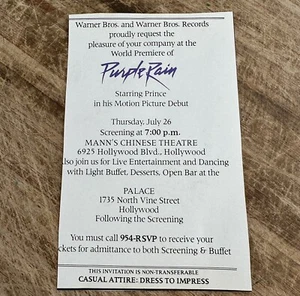 Warner Bros. and Warner Bros. Records
proudly request the
pleasure of your company at the
World Premiere of
Purple Rain
Starring Prince
in his Motion Picture Debut
Thursday, July 26
Screening at 7:00 p.m.
MANN'S CHINESE THEATRE
6925 Hollywood Blvd., Hollywood
lso join us for Live Entertainment and Dancing
with Light Buffet, Desserts, Open Bar at the
PALACE
1735 North Vine Street
Hollywood
Following the Screening
You must call 954-RSVP to receive your
kets for admittance to both Screening & Buffet
THIS INVITATION IS NON-TRANSFERABLE
CASUAL ATTIRE: DRESS TO IMPRESS